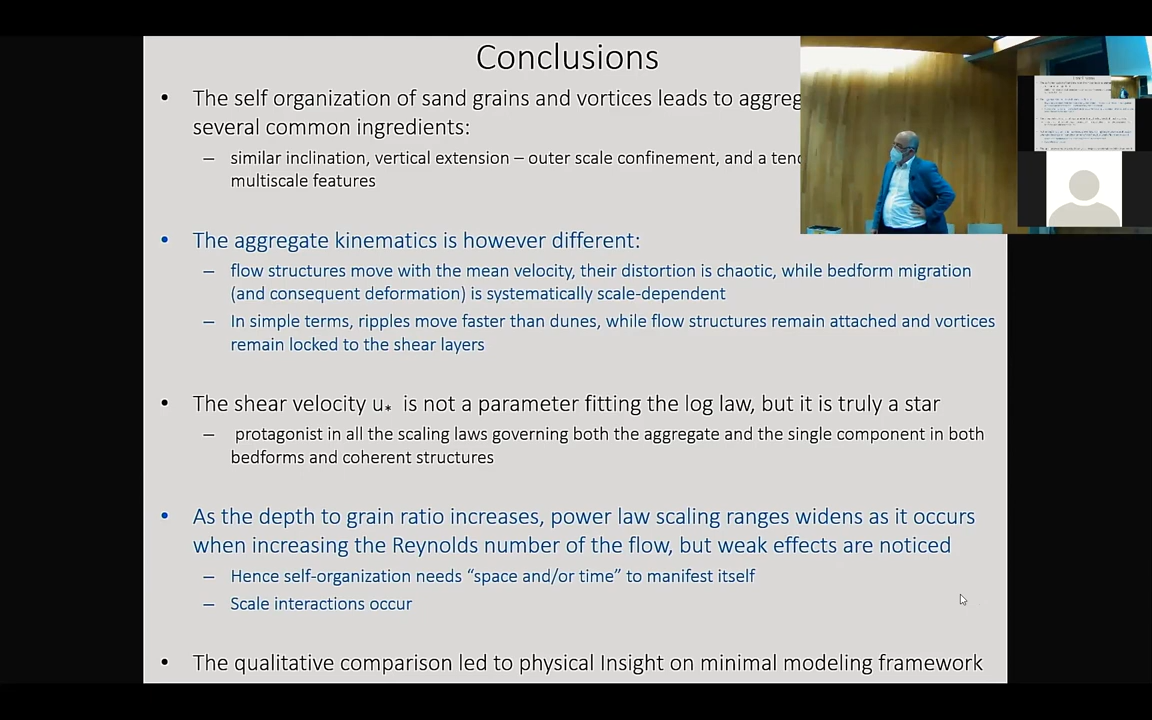 Conclusions
• The self organization of sand grains and vortices leads to
several common ingredients:
– similar inclination, vertical extension – outer scale confinement, and a
multiscale features
• The aggregate kinematics is however different:
– flow structures move with the mean velocity, their distortion is chaotic, while bedform migration
(and consequent deformation) is systematically scale-dependent
– In simple terms, ripples move faster than dunes, while flow structures remain attached and vortices
remain locked to the shear layers
• The shear velocity u* is not a parameter fitting the log law, but it is truly a star
– protagonist in all the scaling laws governing both the aggregate and the single component in both
bedforms and coherent structures
• As the depth to grain ratio increases, power law scaling ranges widens as it occurs
when increasing the Reynolds number of the flow, but weak effects are noticed
– Hence self-organization needs “space and/or time” to manifest itself
– Scale interactions occur
• The qualitative comparison led to physical Insight on minimal modeling framework